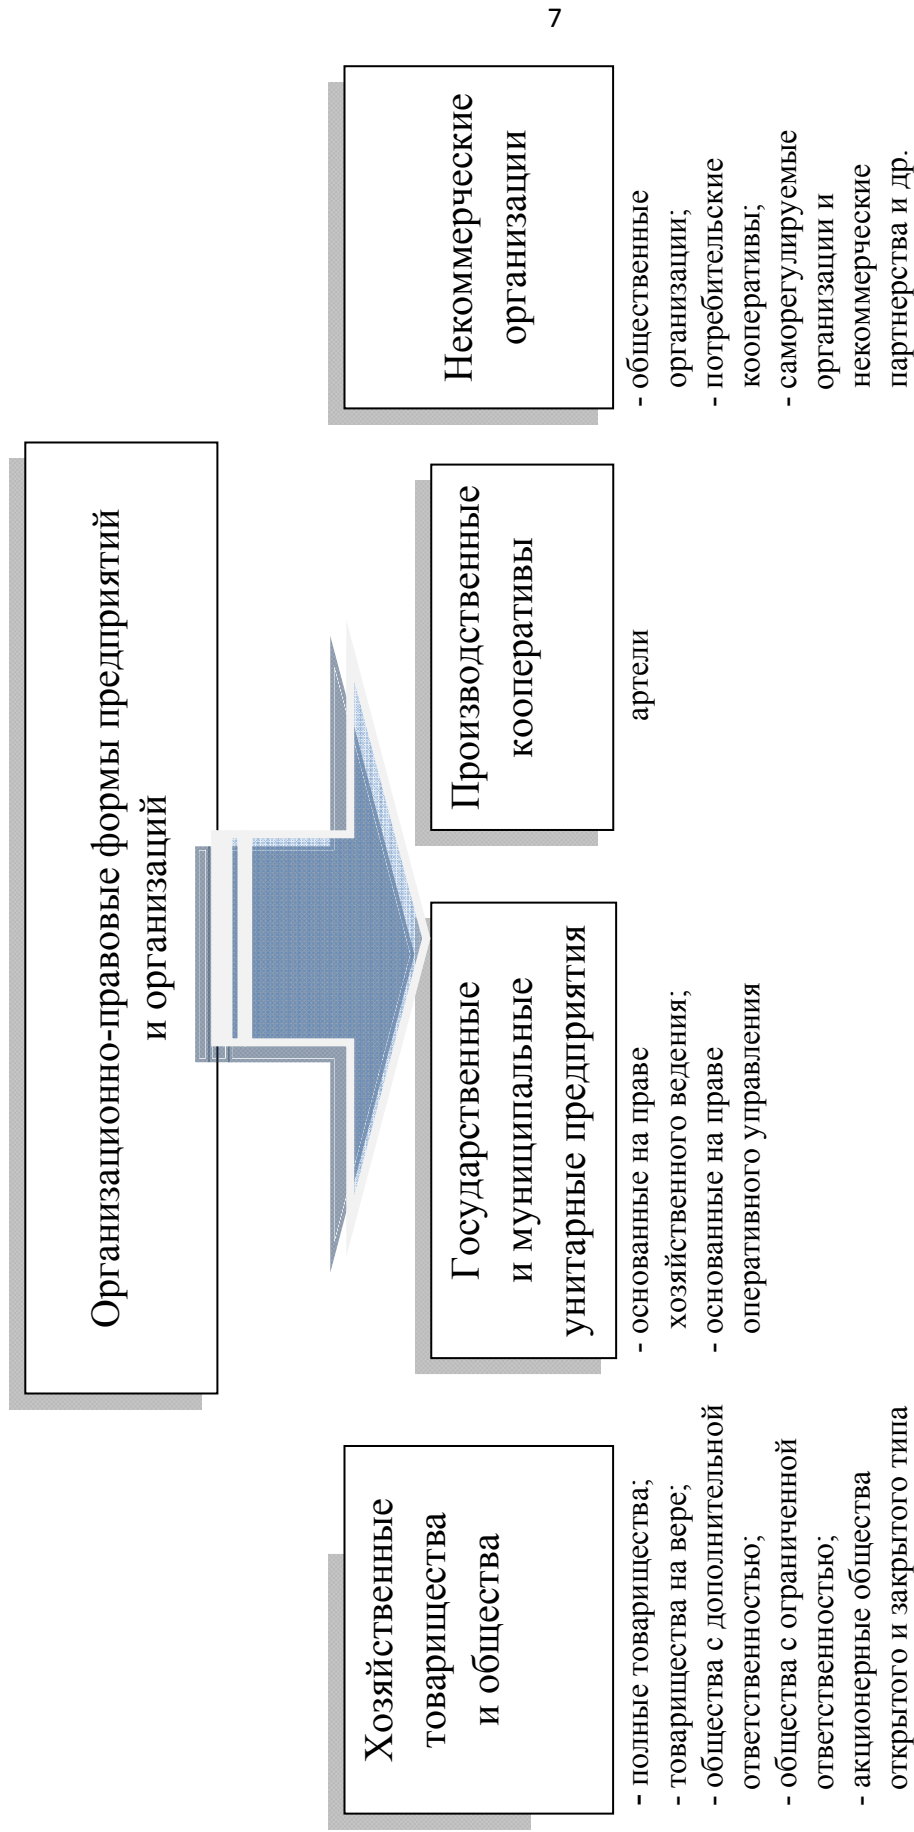 7
Организационно-правовые формы предприятий
и организаций
Хозяйственные
товарищества
и общества
- полные товарищества;
- товарищества на вере;
- общества с дополнительной
ответственностью;
- общества с ограниченной
ответственностью;
- акционерные общества
открытого и закрытого типа
Государственные
и муниципальные
унитарные предприятия
- основанные на праве
хозяйственного ведения;
- основанные на праве
оперативного управления
Производственные
кооперативы
артели
Некоммерческие
организации
- общественные
организации;
- потребительские
кооперативы;
- саморегулируемые
организации и
некоммерческие
партнерства и др.